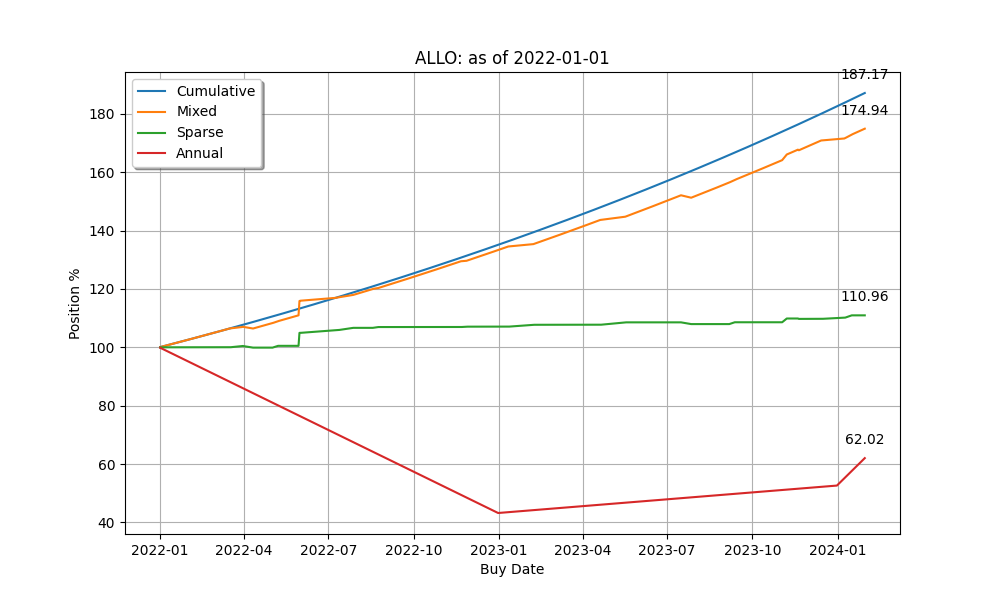 ALLO: as of 2022-01-01
187.17
Cumulative
Mixed
Sparse
Annual
174.94
110.96
62.02
180
160
140
120
100
80
60
40
Position %
2022-01 2022-04 2022-07 2022-10 2023-01 2023-04 2023-07 2023-10 2024-01
Buy Date